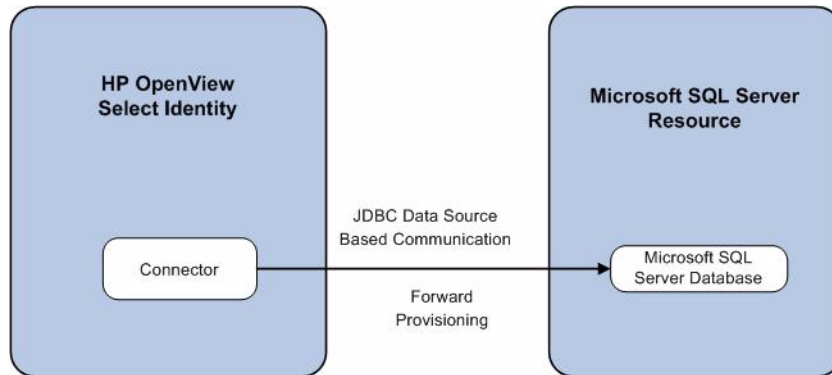 HP OpenView
Select Identity
Microsoft SQL Server
Resource
JDBC Data Source
Based Communication
Connector
Microsoft SQL
Server Database
Forward
Provisioning